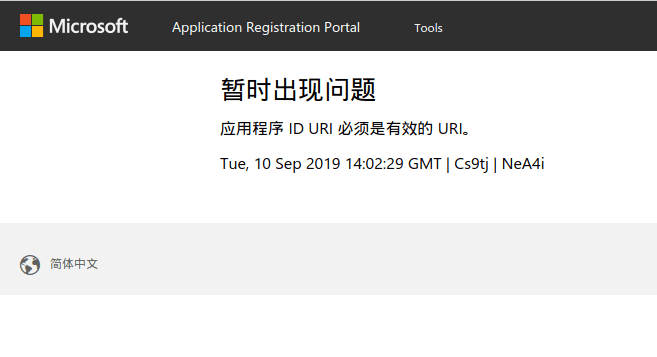 Microsoft Application Registration Portal Tools
暂时出现问题
应用程序 ID URI 必须是有效的 URI。
Tue, 10 Sep 2019 14:02:29 GMT | Cs9tj | NeA4i
简体中文